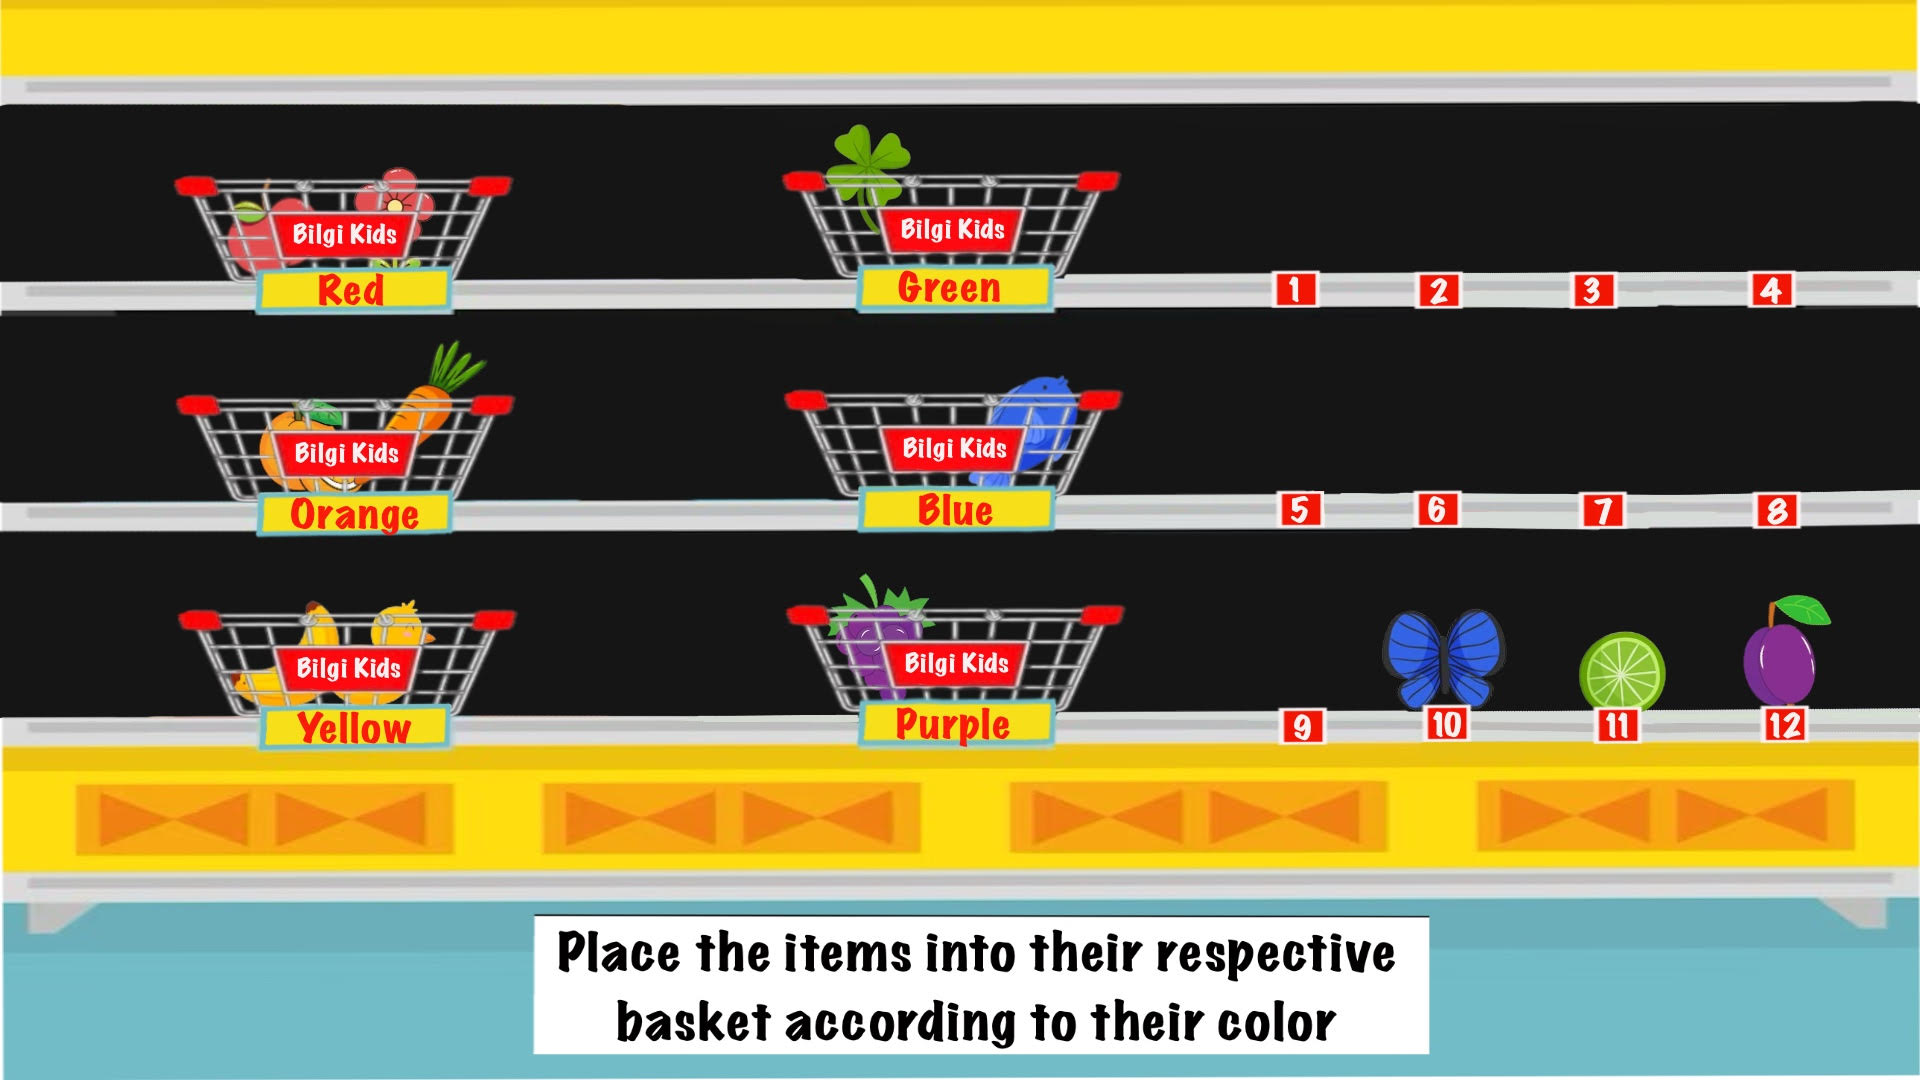 Bilgi Kids
Red
Bilgi Kids
Green
1
2
3
4
Bilgi Kids
Orange
Bilgi Kids
Blue
5
6
7
8
Bilgi Kids
Yellow
Bilgi Kids
Purple
9
10
11
12
Place the items into their respective
basket according to their color